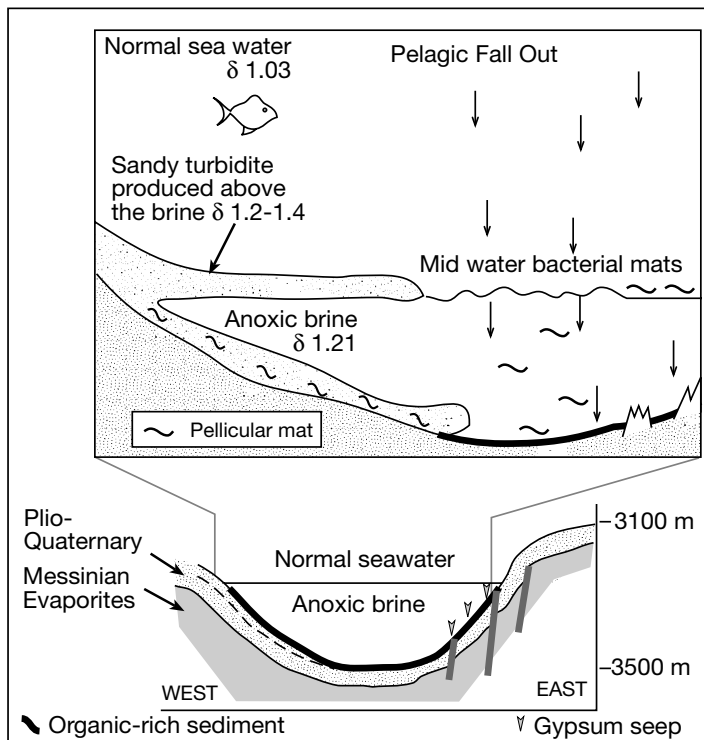 Normal sea water
δ 1.03
Pelagic Fall Out
Sandy turbidite
produced above
the brine δ 1.2-1.4
Mid water bacterial mats
Anoxic brine
δ 1.21
Pellicular mat
Plio-
Quaternary
Messinian
Evaporites
Normal seawater
Anoxic brine
3100 m
3500 m
WEST
EAST
Organic-rich sediment
Gypsum seep